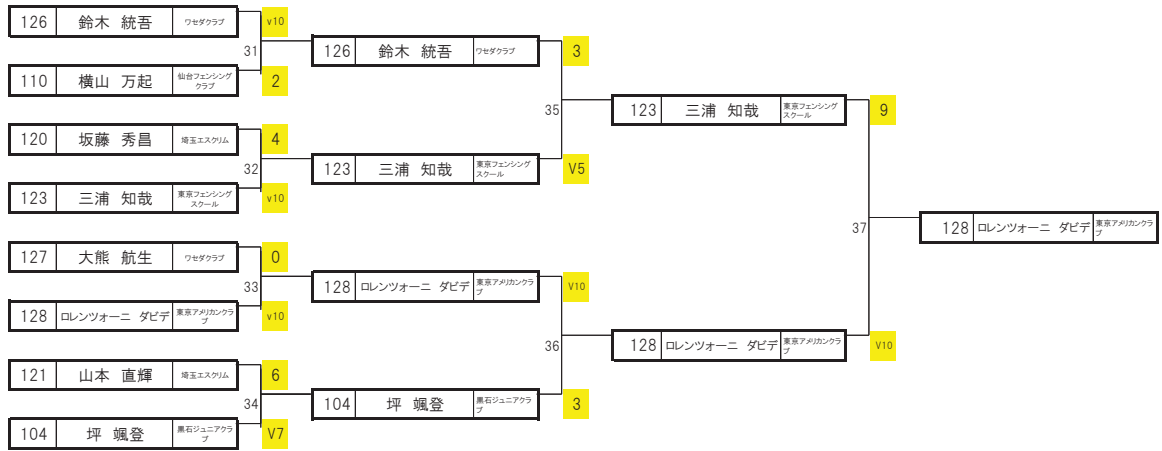 126 鈴木 統吾 ワセダクラブ v10
31
110 横山 万起 仙台フェンシング
クラブ 2
126 鈴木 統吾 ワセダクラブ 3
120 坂藤 秀昌 埼玉エスクリム 4
32
123 三浦 知哉 東京フェンシング
スクール v10
123 三浦 知哉 東京フェンシング
スクール V5
35
123 三浦 知哉 東京フェンシング
スクール 9
127 大熊 航生 ワセダクラブ 0
33
128 ロレンツォーニ ダビデ 東京アメリカンクラ
ブ v10
128 ロレンツォーニ ダビデ 東京アメリカンクラ
ブ V10
121 山本 直輝 埼玉エスクリム 6
34
104 坪 颯登 黒石ジュニアクラ
ブ V7
104 坪 颯登 黒石ジュニアクラ
ブ 3
36
128 ロレンツォーニ ダビデ 東京アメリカンクラ
ブ V10
37
128 ロレンツォーニ ダビデ 東京アメリカンクラ
ブ